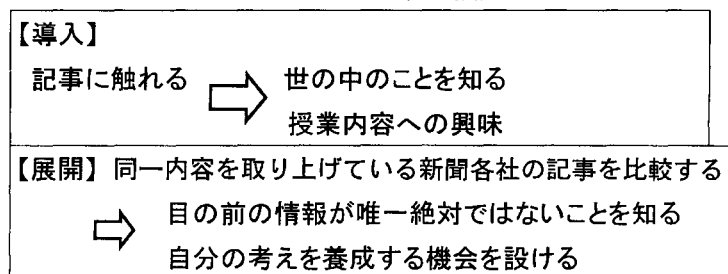 【導入】
記事に触れる 世の中のことを知る
授業内容への興味
【展開】同一内容を取り上げている新聞各社の記事を比較する
目の前の情報が唯一絶対ではないことを知る
自分の考えを養成する機会を設ける